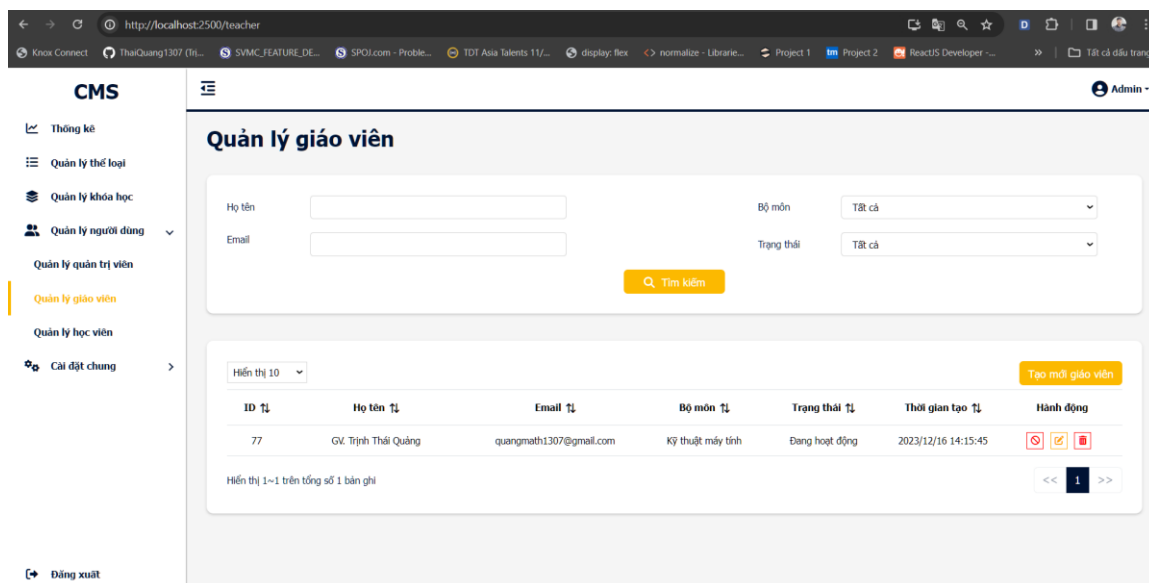 http://localhost:2500/teacher
Knox Connect ThaiQuang1307 (Trị... SVMC_FEATURE_DE... SPOJ.com - Proble... TDT Asia Talents 11/... display: flex normalize - Librarie... Project 1 tm Project 2 ReactJS Developer -... » Tất cả dấu trang
CMS
Admin
Thống kê
Quản lý thể loại
Quản lý khóa học
Quản lý người dùng
Quản lý quản trị viên
Quản lý giáo viên
Quản lý học viên
Cài đặt chung
Đăng xuất
Quản lý giáo viên
Họ tên Bộ môn Tất cả
Email Trạng thái Tất cả
Tìm kiếm
Hiển thị 10 Tạo mới giáo viên
ID Họ tên Email Bộ môn Trạng thái Thời gian tạo Hành động
77 GV. Trịnh Thái Quảng quangmath1307@gmail.com Kỹ thuật máy tính Đang hoạt động 2023/12/16 14:15:45
Hiển thị 1~1 trên tổng số 1 bản ghi << 1 >>